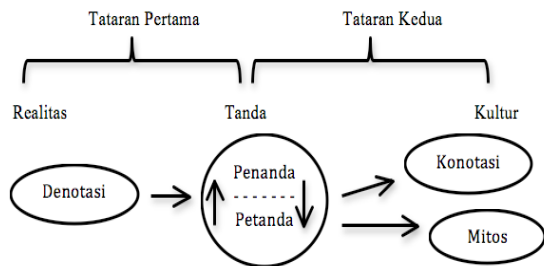 Tataran Pertama
Tataran Kedua
Realitas
Tanda
Kultur
Denotasi
Penanda
Petanda
Konotasi
Mitos